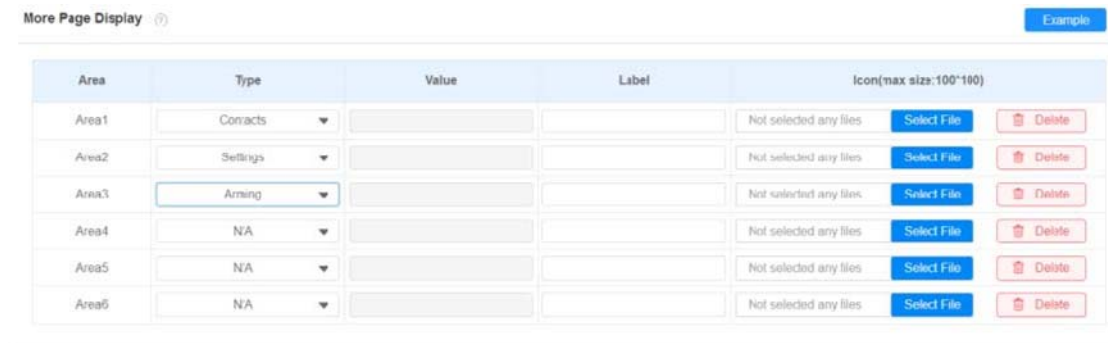 More Page Display
Example
Area Type Value Label Icon(max size:100*100)
Area1 Contacts Not selected any files Select File Delete
Area2 Settings Not selected any files Select File Delete
Area3 Arming Not selected any files Select File Delete
Area4 N/A Not selected any files Select File Delete
Area5 N/A Not selected any files Select File Delete
Area6 N/A Not selected any files Select File Delete